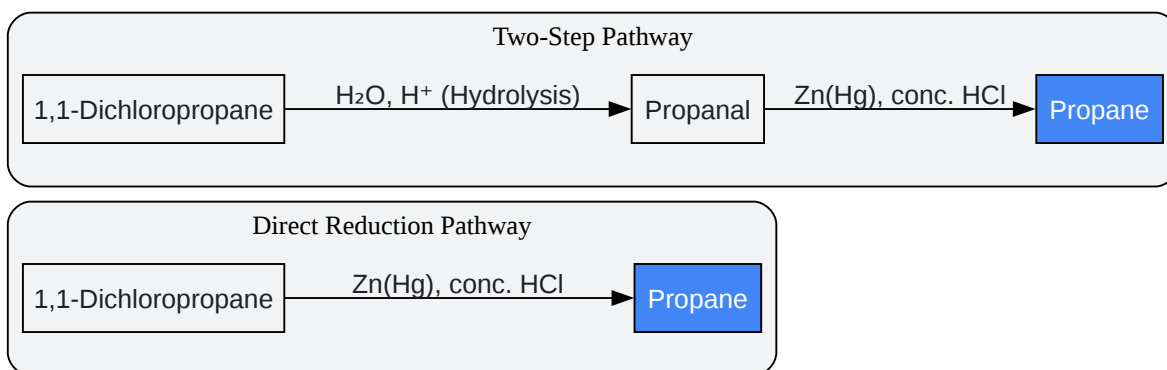 Two-Step Pathway
1,1-Dichloropropane
H₂O, H⁺ (Hydrolysis)
Propanal
Zn(Hg), conc. HCl
Propane
Direct Reduction Pathway
1,1-Dichloropropane
Zn(Hg), conc. HCl
Propane